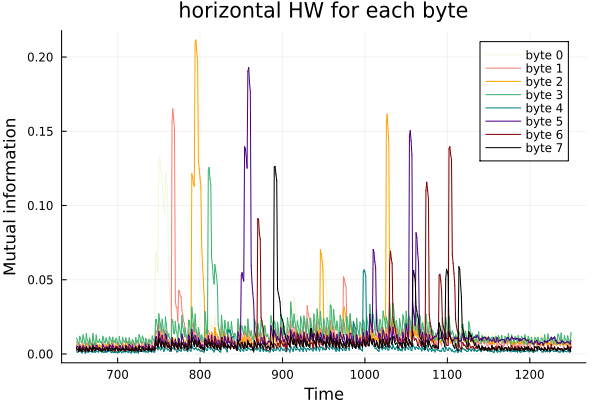 horizontal HW for each byte
byte 0
byte 1
byte 2
byte 3
byte 4
byte 5
byte 6
byte 7
Mutual information
0.20
0.15
0.10
0.05
0.00
700 800 900 1000 1100 1200
Time